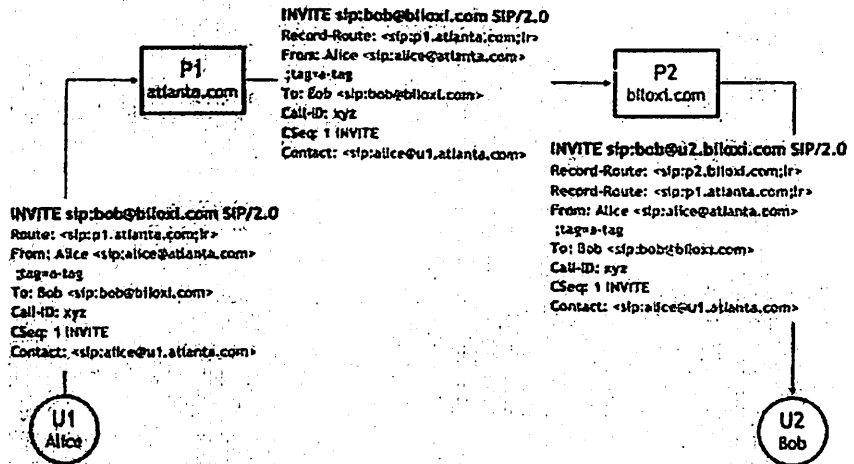 INVITE sip:bob@biloxi.com SIP/2.0
Record-Route: <sip:p1.atlanta.com;lr>
From: Alice <sip:alice@atlanta.com>
;tag=a-tag
To: Bob <sip:bob@biloxi.com>
Call-ID: xyz
CSeq: 1 INVITE
Contact: <sip:alice@u1.atlanta.com>
P1
atlanta.com
P2
biloxi.com
INVITE sip:bob@u2.biloxi.com SIP/2.0
Record-Route: <sip:p2.biloxi.com;lr>
Record-Route: <sip:p1.atlanta.com;lr>
From: Alice <sip:alice@atlanta.com>
;tag=a-tag
To: Bob <sip:bob@biloxi.com>
Call-ID: xyz
CSeq: 1 INVITE
Contact: <sip:alice@u1.atlanta.com>
INVITE sip:bob@biloxi.com SIP/2.0
Route: <sip:p1.atlanta.com;lr>
From: Alice <sip:alice@atlanta.com>
;tag=a-tag
To: Bob <sip:bob@biloxi.com>
Call-ID: xyz
CSeq: 1 INVITE
Contact: <sip:alice@u1.atlanta.com>
U1
Alice
U2
Bob